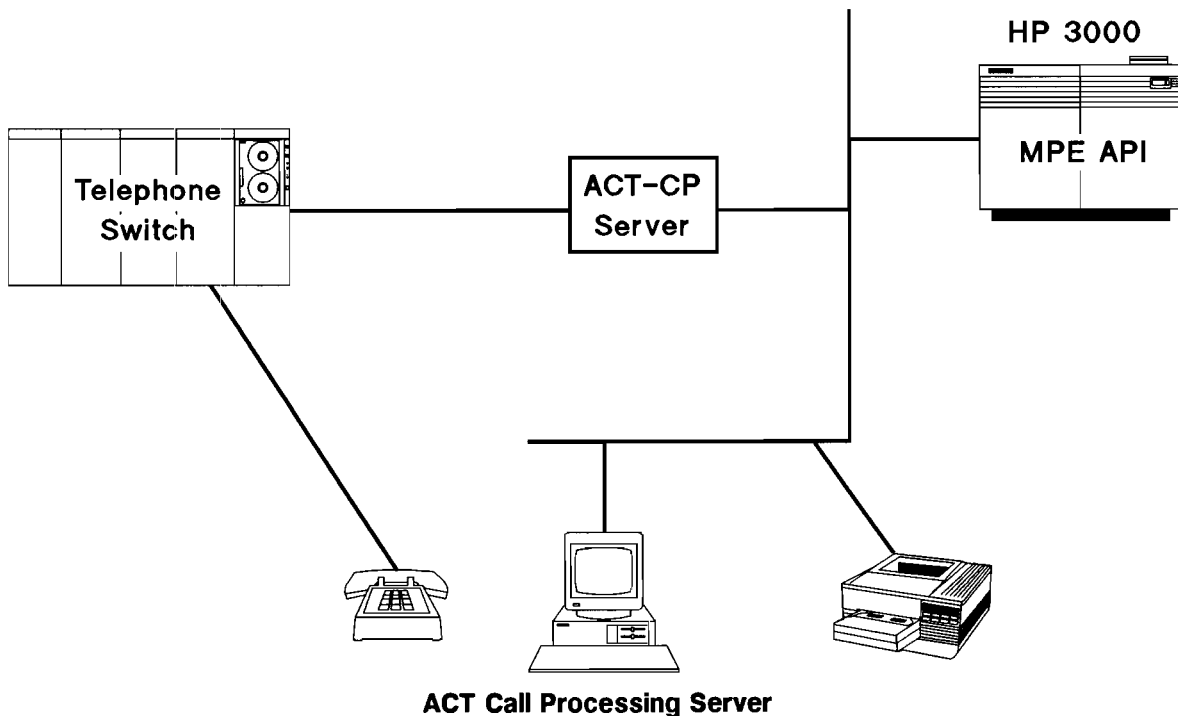 HP 3000
MPE API
Telephone
Switch
ACT-CP
Server
ACT Call Processing Server